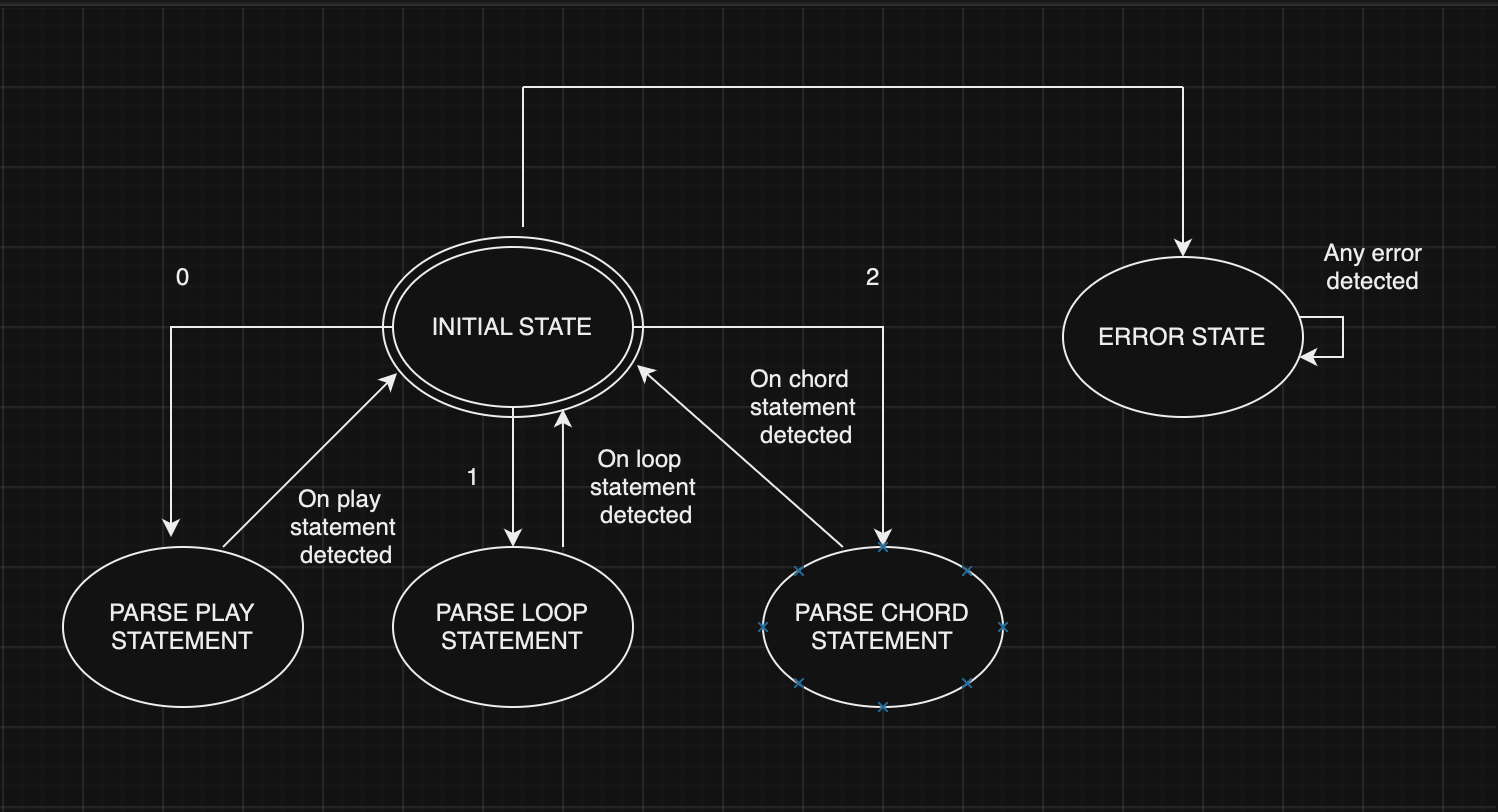 Any error
detected
0
2
INITIAL STATE
ERROR STATE
On chord
statement
detected
1
On loop
statement
detected
On play
statement
detected
PARSE PLAY
STATEMENT
PARSE LOOP
STATEMENT
PARSE CHORD
STATEMENT